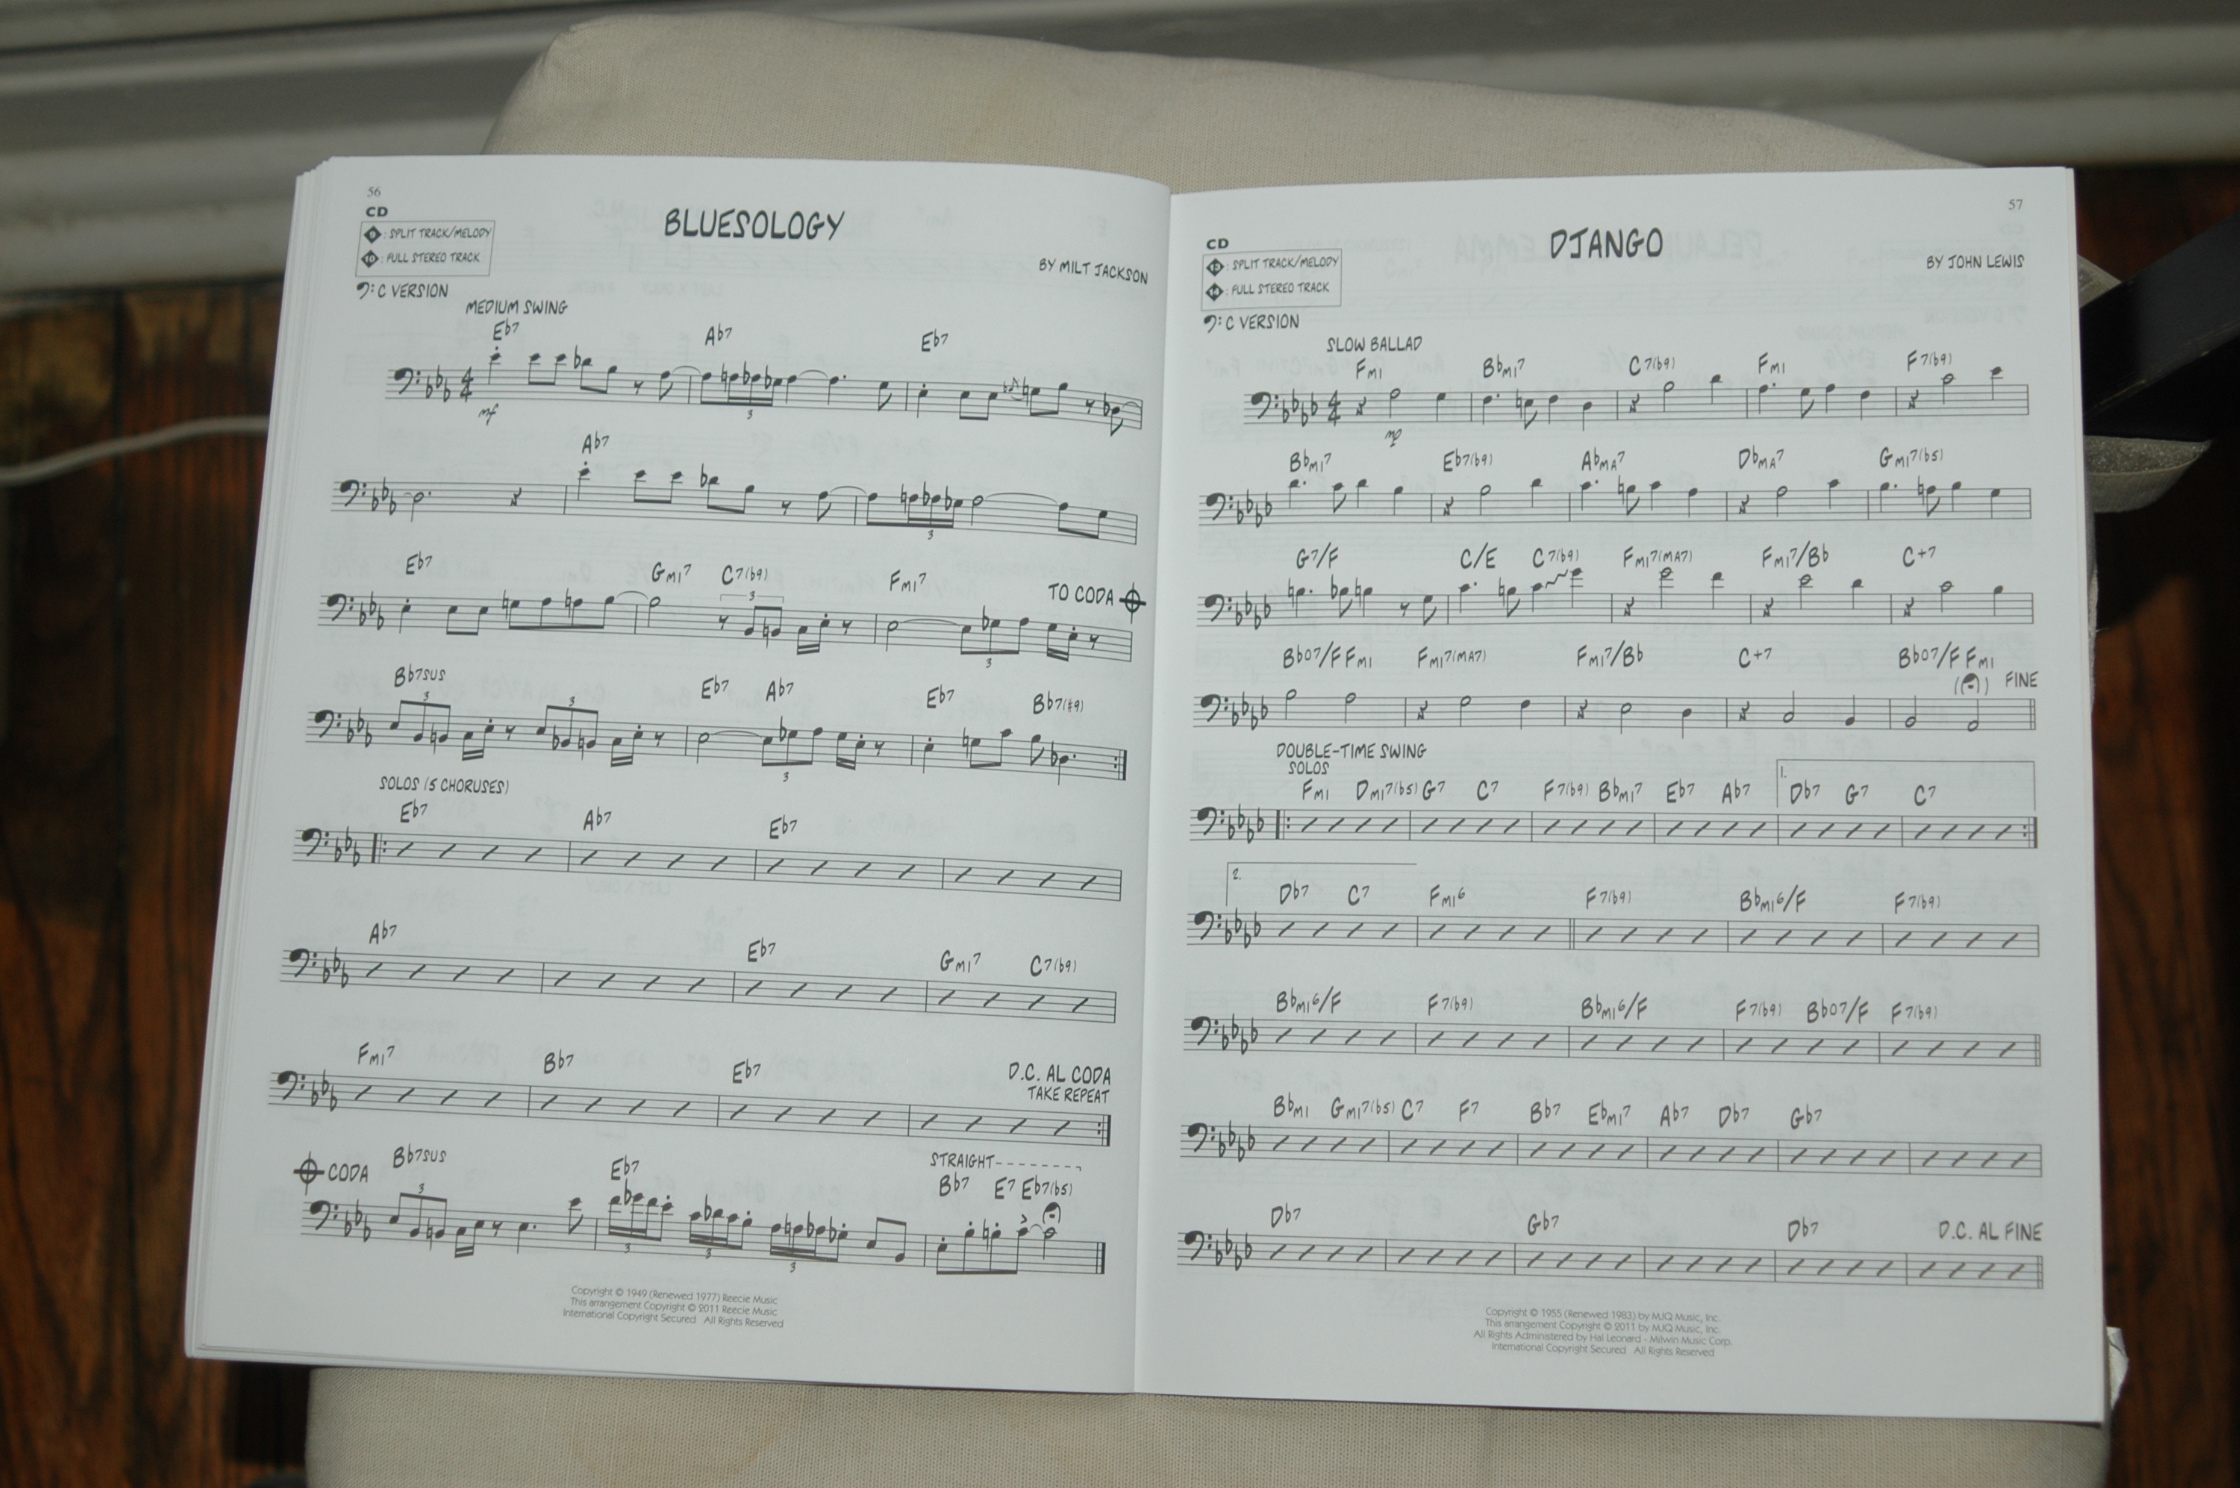 56
CD
9: SPLIT TRACK/MELODY
10: FULL STEREO TRACK
BLUESOLOGY
BY MILT JACKSON
C VERSION
MEDIUM SWING
Eb7 Ab7 Eb7
4 4
mf
3
Ab7
3
Eb7 Gmi7 C7(b9) Fmi7 TO CODA
3
3
Bb7SUS Eb7 Ab7 Eb7 Bb7(#9)
3 3
3
SOLOS (5 CHORUSES)
Eb7 Ab7 Eb7
Ab7 Eb7 Gmi7 C7(b9)
Fmi7 Bb7 Eb7 D.C. AL CODA
TAKE REPEAT
CODA Bb7SUS Eb7 STRAIGHT
Bb7 E7 Eb7(b5)
3
3 3 3
Copyright © 1949 (Renewed 1977) Reecie Music
This arrangement Copyright © 2011 Reecie Music
International Copyright Secured All Rights Reserved
57
CD
13: SPLIT TRACK/MELODY
14: FULL STEREO TRACK
DJANGO
BY JOHN LEWIS
C VERSION
SLOW BALLAD
Fmi Bbmi7 C7(b9) Fmi F7(b9)
4 4
mp
Bbmi7 Eb7(b9) AbMA7 DbMA7 Gmi7(b5)
G7/F C/E C7(b9) Fmi7(MA7) Fmi7/Bb C+7
Bbo7/F Fmi Fmi7(MA7) Fmi7/Bb C+7 Bbo7/F Fmi
FINE
DOUBLE-TIME SWING
SOLOS
Fmi Dmi7(b5) G7 C7 F7(b9) Bbmi7 Eb7 Ab7 1. Db7 G7 C7
2. Db7 C7 Fmi6 F7(b9) Bbmi6/F F7(b9)
Bbmi6/F F7(b9) Bbmi6/F F7(b9) Bbo7/F F7(b9)
Bbmi Gmi7(b5) C7 F7 Bb7 Ebmi7 Ab7 Db7 Gb7
Db7 Gb7 Db7 D.C. AL FINE
Copyright © 1955 (Renewed 1983) by MJQ Music, Inc.
This arrangement Copyright © 2011 by MJQ Music, Inc.
All Rights Administered by Hal Leonard - Milwin Music Corp.
International Copyright Secured All Rights Reserved